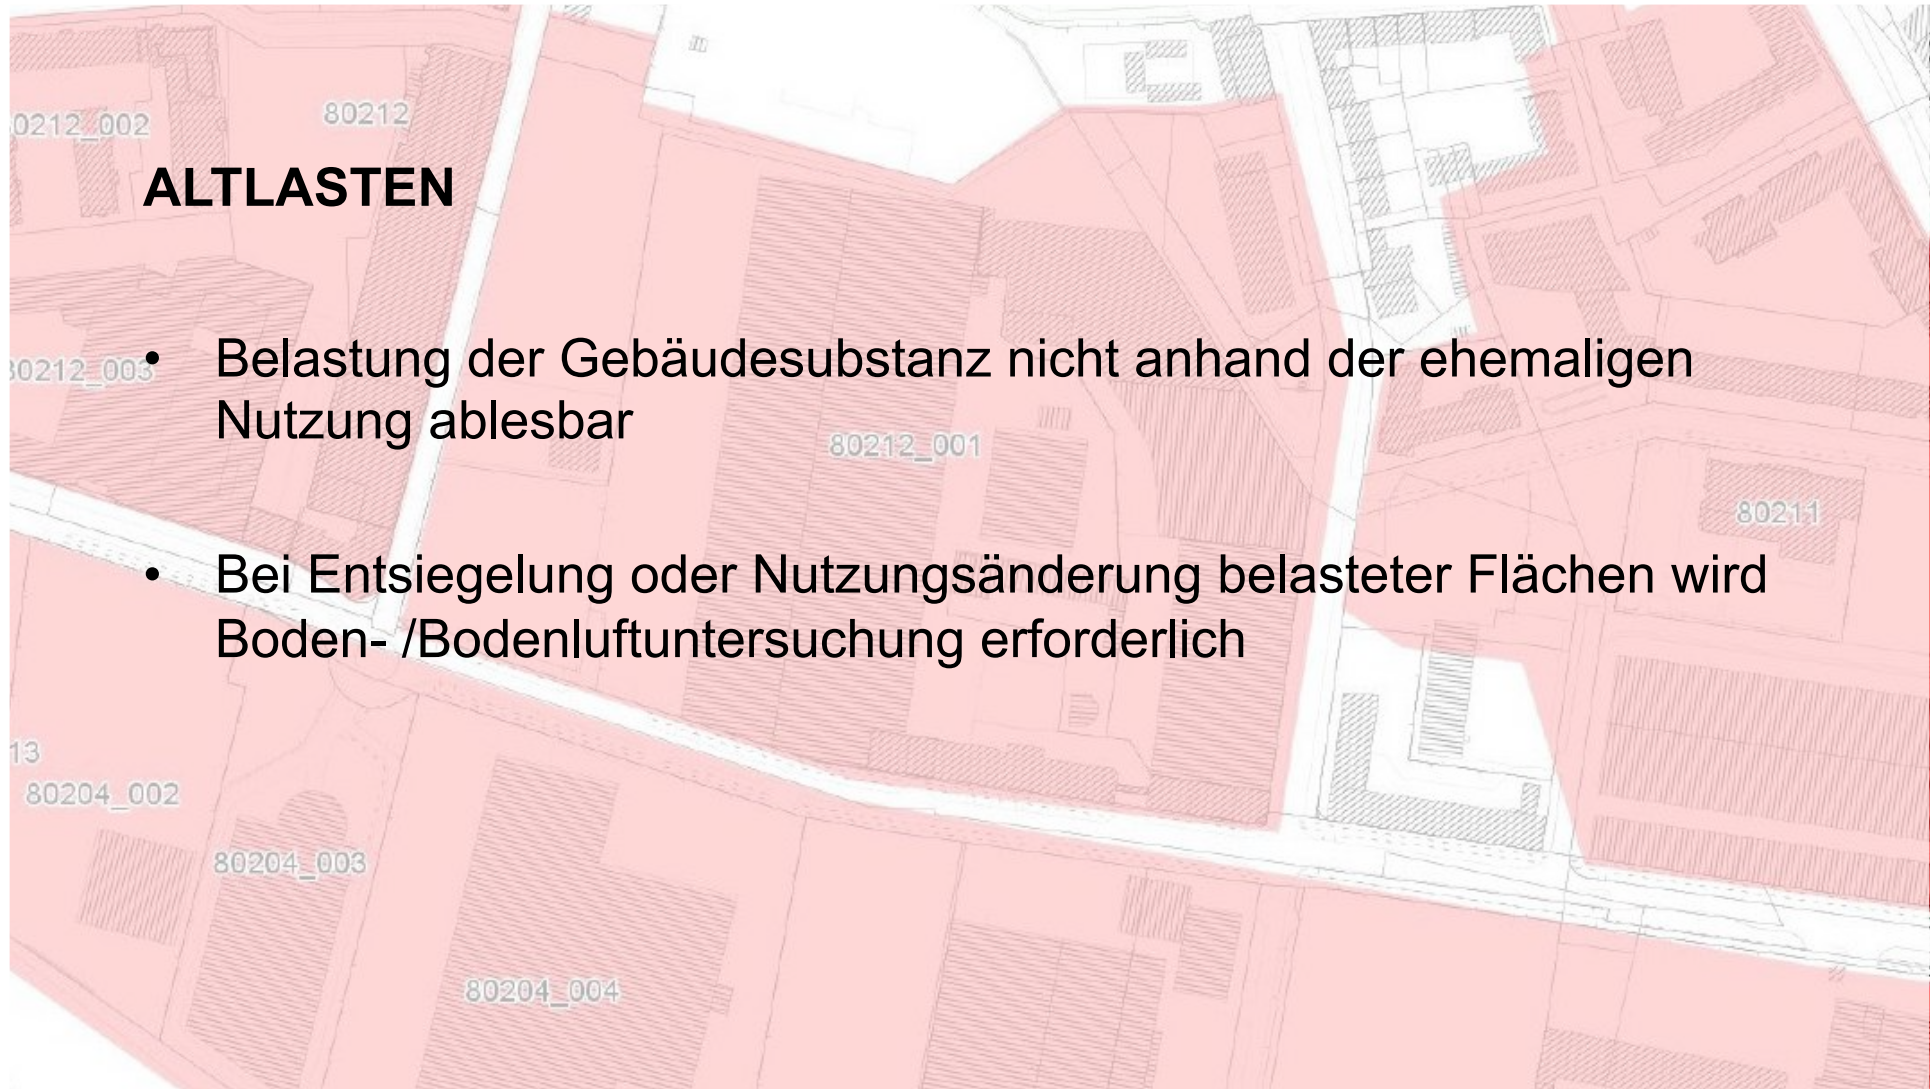 80212
0212_002
ALTLASTEN
• Belastung der Gebäudesubstanz nicht anhand der ehemaligen
0212_003
Nutzung ablesbar
80212_001
80211
• Bei Entsiegelung oder Nutzungsänderung belasteter Flächen wird
Boden- /Bodenluftuntersuchung erforderlich
13
80204_002
80204_003
80204_004